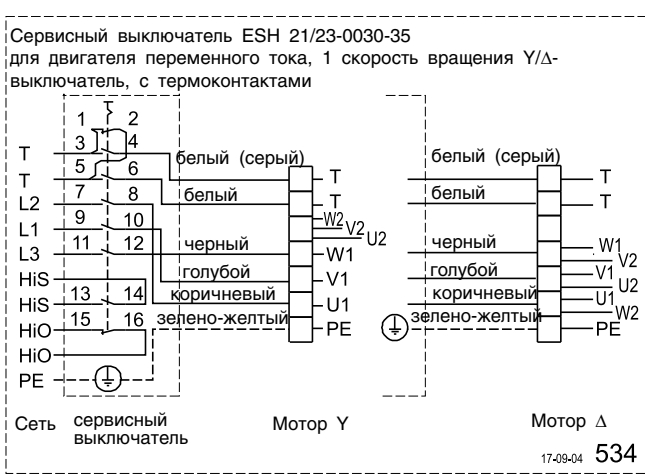 Сервисный выключатель ESH 21/23-0030-35
для двигателя переменного тока, 1 скорость вращения Y/Δ-
выключатель, с термоконтактами
1 2
T 3 4 белый (серый) T белый (серый) T
T 5 6 белый T белый T
L2 7 8 W2 V2 U2
L1 9 10
L3 11 12 черный W1 черный W1 V2
HiS голубой V1 голубой V1 U2
HiS 13 14 коричневый U1 коричневый U1 W2
HiO 15 16 зелено-желтый PE зелено-желтый PE
HiO
PE
Сеть сервисный Мотор Y Мотор Δ
выключатель
17-09-04 534